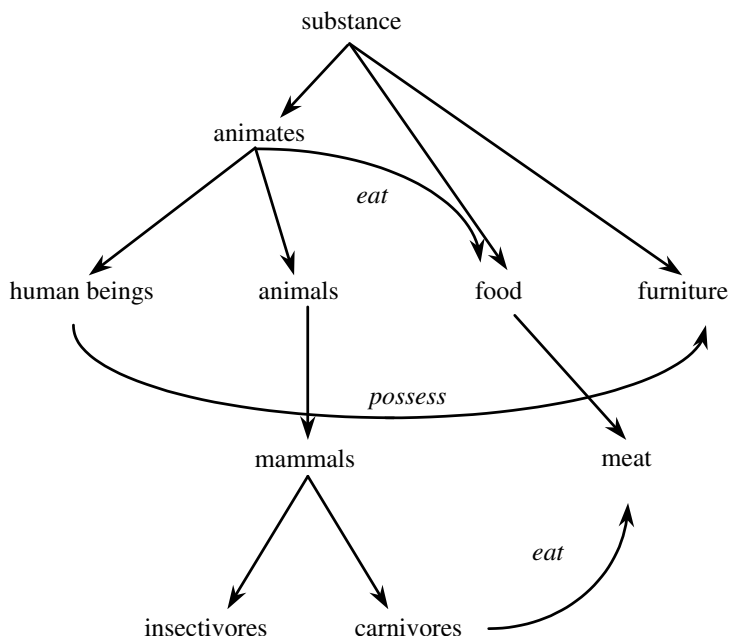 substance
animates
eat
human beings animals food furniture
possess
mammals meat
eat
insectivores carnivores